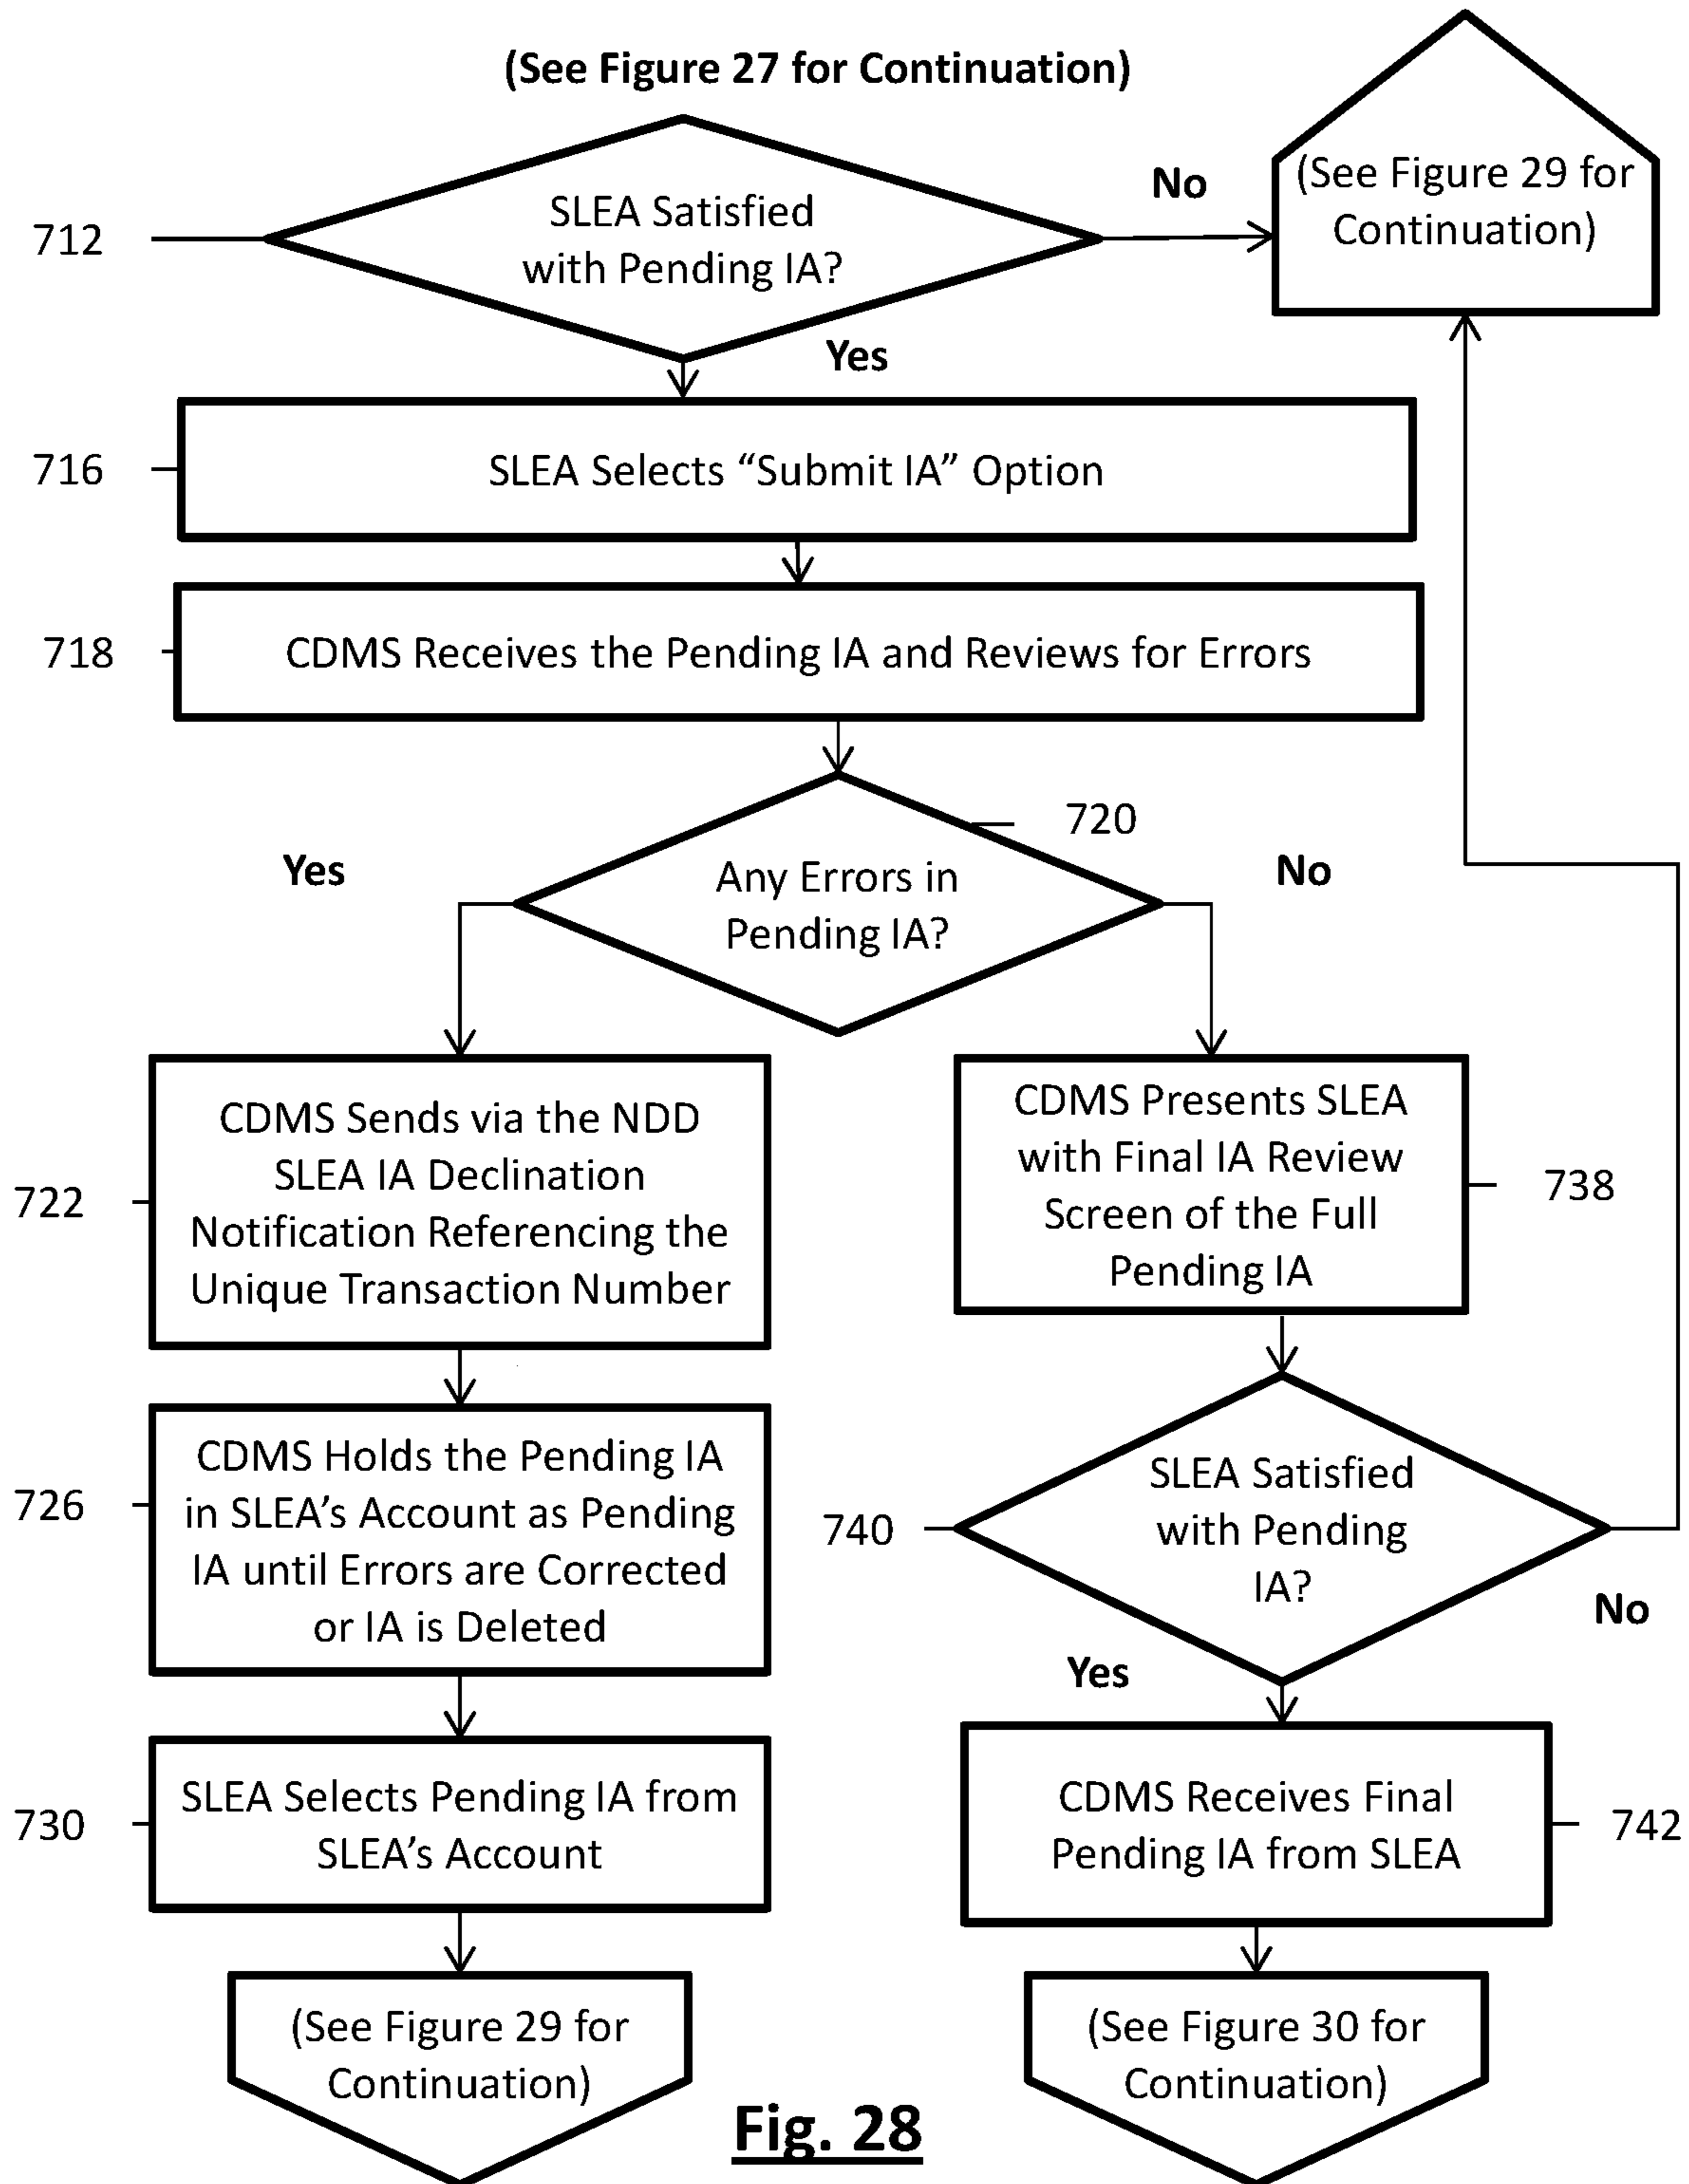 (See Figure 27 for Continuation)
712
SLEA Satisfied
with Pending IA?
No
(See Figure 29 for
Continuation)
Yes
716
SLEA Selects “Submit IA” Option
718
CDMS Receives the Pending IA and Reviews for Errors
720
Yes
Any Errors in
Pending IA?
No
722
CDMS Sends via the NDD
SLEA IA Declination
Notification Referencing the
Unique Transaction Number
CDMS Presents SLEA
with Final IA Review
Screen of the Full
Pending IA
738
726
CDMS Holds the Pending IA
in SLEA’s Account as Pending
IA until Errors are Corrected
or IA is Deleted
740
SLEA Satisfied
with Pending
IA?
No
Yes
730
SLEA Selects Pending IA from
SLEA’s Account
CDMS Receives Final
Pending IA from SLEA
742
(See Figure 29 for
Continuation)
(See Figure 30 for
Continuation)
Fig. 28